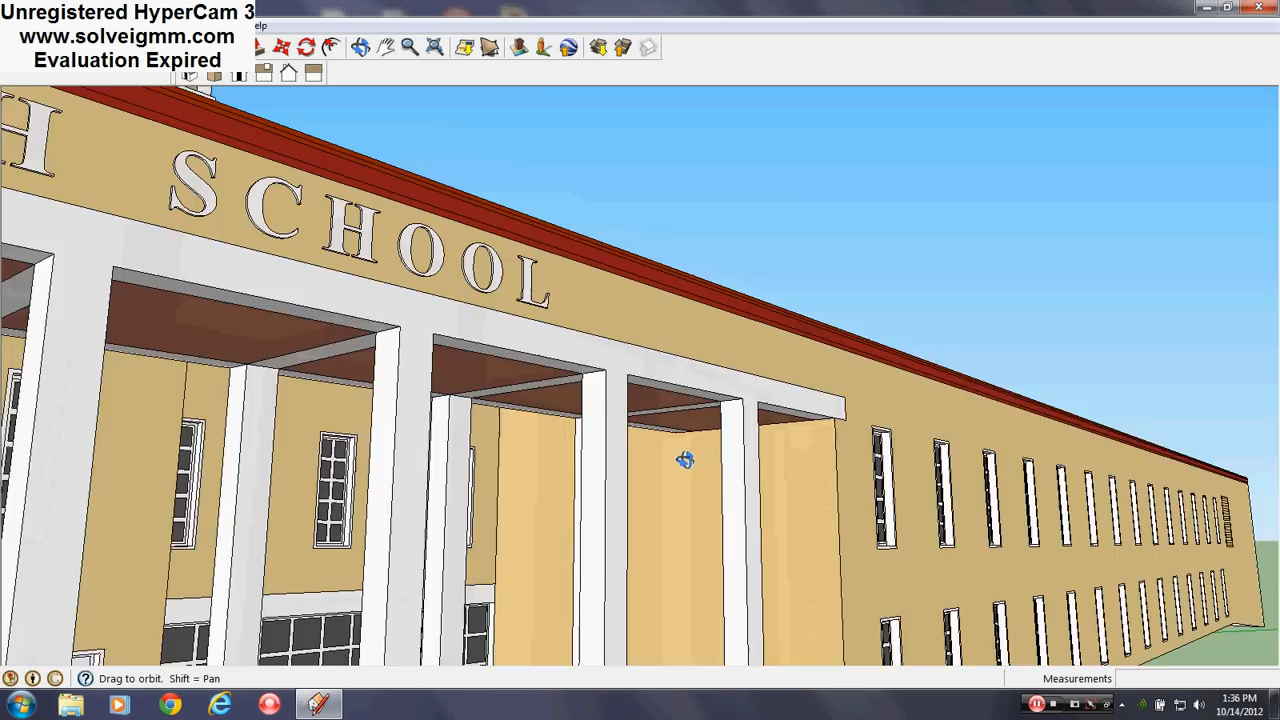 Unregistered HyperCam 3
www.solveigmm.com
Evaluation Expired
elp
H SCHOOL
Drag to orbit. Shift = Pan
Measurements
1:36 PM
10/14/2012